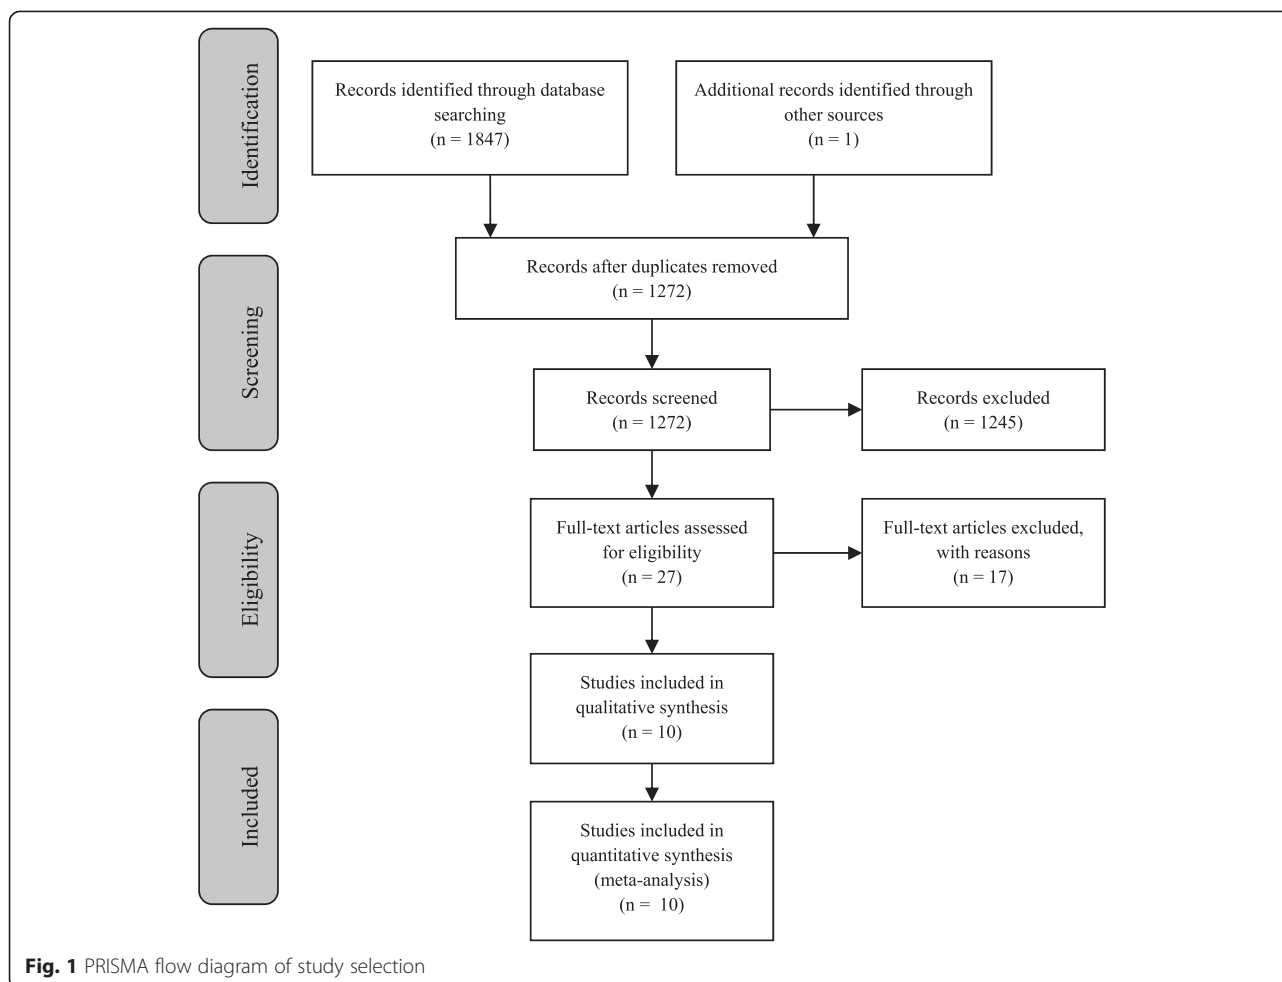 Identification
Records identified through database
searching
(n = 1847)
Additional records identified through
other sources
(n = 1)
Screening
Records after duplicates removed
(n = 1272)
Records screened
(n = 1272)
Records excluded
(n = 1245)
Eligibility
Full-text articles assessed
for eligibility
(n = 27)
Full-text articles excluded,
with reasons
(n = 17)
Studies included in
qualitative synthesis
(n = 10)
Included
Studies included in
quantitative synthesis
(meta-analysis)
(n = 10)
Fig. 1 PRISMA flow diagram of study selection